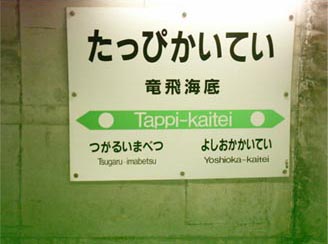 たっぴかいてい
竜飛海底
Tappi-kaitei
つがるいまべつ よしおかかいてい
Tsugaru-imabetsu Yoshioka-kaitei